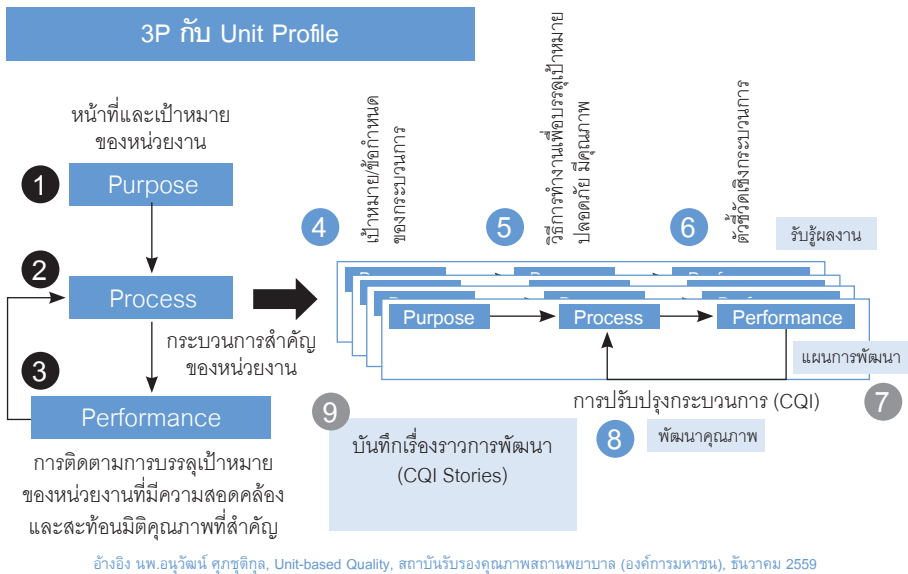 3P กับ Unit Profile
หน้าที่และเป้าหมาย
ของหน่วยงาน
1
Purpose
2
Process
กระบวนการสำคัญ
ของหน่วยงาน
3
Performance
การติดตามการบรรลุเป้าหมาย
ของหน่วยงานที่มีความสอดคล้อง
และสะท้อนมิติคุณภาพที่สำคัญ
4
เป้าหมาย/ข้อกำหนด
ของกระบวนการ
5
วิธีการทำงานเพื่อบรรลุเป้าหมาย
ปลอดภัย มีคุณภาพ
6
ตัวชี้วัดเชิงกระบวนการ
รับรู้ผลงาน
Purpose Process Performance
แผนการพัฒนา
7
การปรับปรุงกระบวนการ (CQI)
8
พัฒนาคุณภาพ
9
บันทึกเรื่องราวการพัฒนา
(CQI Stories)
อ้างอิง นพ.อนุวัฒน์ ศุภชุติกุล, Unit-based Quality, สถาบันรับรองคุณภาพสถานพยาบาล (องค์การมหาชน), ธันวาคม 2559